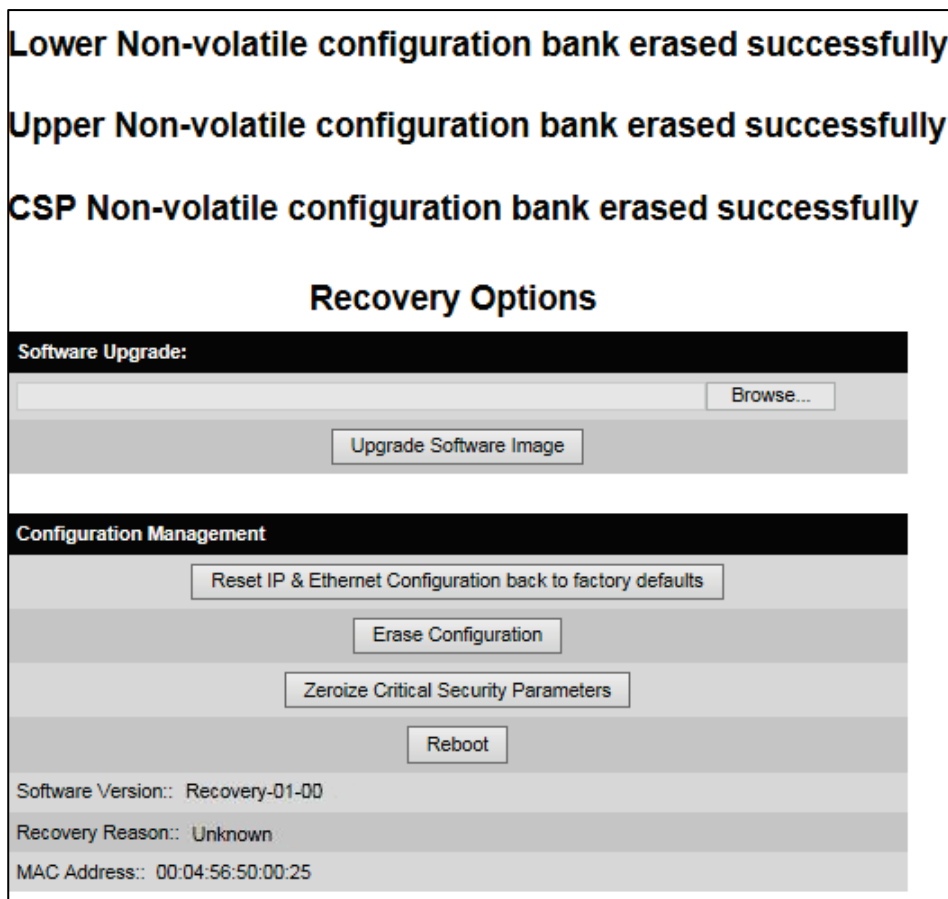 Lower Non-volatile configuration bank erased successfully
Upper Non-volatile configuration bank erased successfully
CSP Non-volatile configuration bank erased successfully
Recovery Options
Software Upgrade:
Browse...
Upgrade Software Image
Configuration Management
Reset IP & Ethernet Configuration back to factory defaults
Erase Configuration
Zeroize Critical Security Parameters
Reboot
Software Version:: Recovery-01-00
Recovery Reason:: Unknown
MAC Address:: 00:04:56:50:00:25